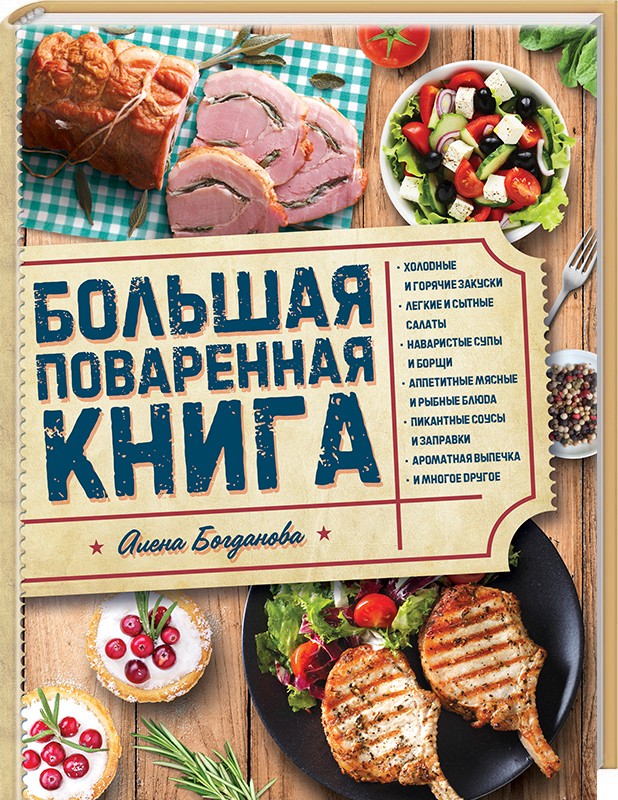 БОЛЬШАЯ
ПОВАРЕННАЯ
КНИГА
Алена Богданова
• ХОЛОДНЫЕ
И ГОРЯЧИЕ ЗАКУСКИ
• ЛЕГКИЕ И СЫТНЫЕ
САЛАТЫ
• НАВАРИСТЫЕ СУПЫ
И БОРЩИ
• АППЕТИТНЫЕ МЯСНЫЕ
И РЫБНЫЕ БЛЮДА
• ПИКАНТНЫЕ СОУСЫ
И ЗАПРАВКИ
• АРОМАТНАЯ ВЫПЕЧКА
• И МНОГОЕ ДРУГОЕ